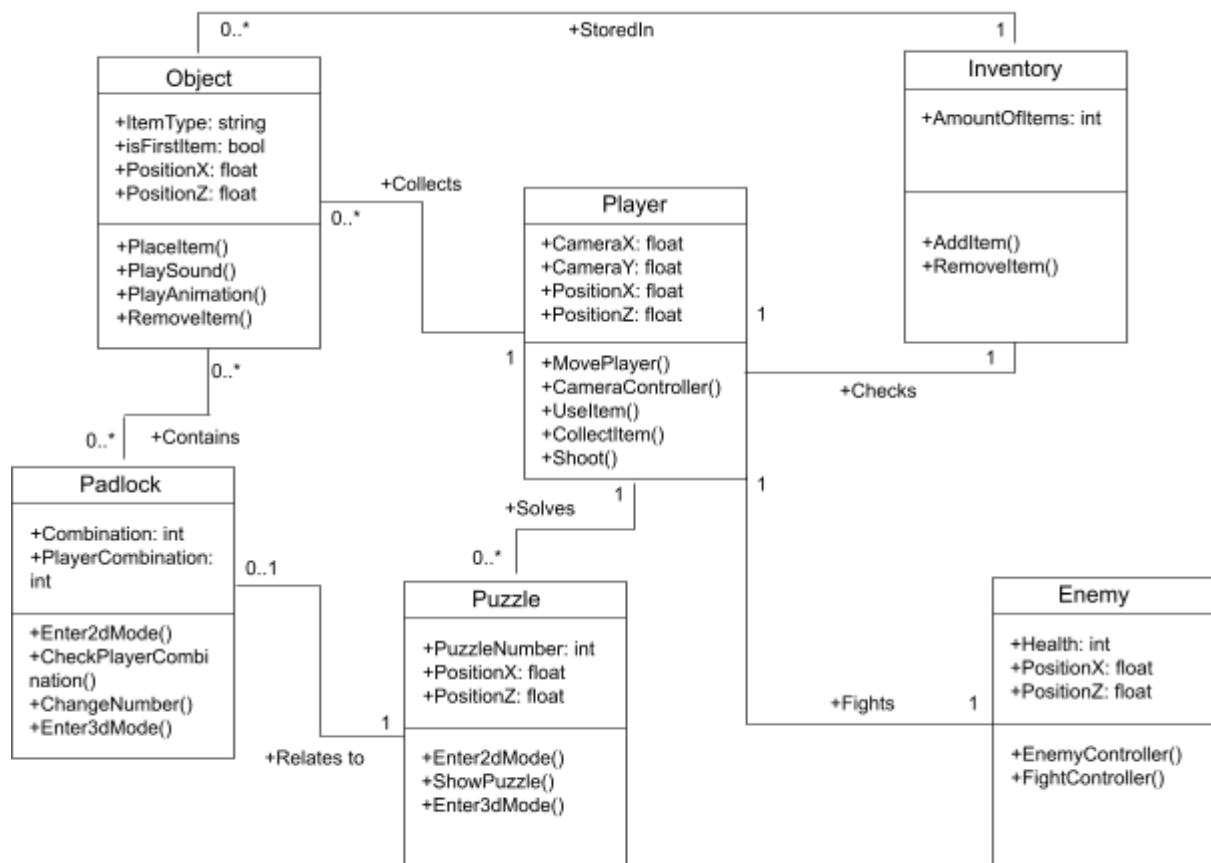 0..*
+StoredIn
1
Object
+ItemType: string
+isFirstItem: bool
+PositionX: float
+PositionZ: float
+PlaceItem()
+PlaySound()
+PlayAnimation()
+RemoveItem()
Inventory
+AmountOfItems: int
+AddItem()
+RemoveItem()
+Collects
0..*
1
Player
+CameraX: float
+CameraY: float
+PositionX: float
+PositionZ: float
+MovePlayer()
+CameraController()
+UseItem()
+CollectItem()
+Shoot()
1
1
+Checks
0..*
0..*
+Contains
Padlock
+Combination: int
+PlayerCombination:
int
+Enter2dMode()
+CheckPlayerCombi
nation()
+ChangeNumber()
+Enter3dMode()
1
+Solves
0..*
0..1
1
+Relates to
Puzzle
+PuzzleNumber: int
+PositionX: float
+PositionZ: float
+Enter2dMode()
+ShowPuzzle()
+Enter3dMode()
1
+Fights
1
Enemy
+Health: int
+PositionX: float
+PositionZ: float
+EnemyController()
+FightController()